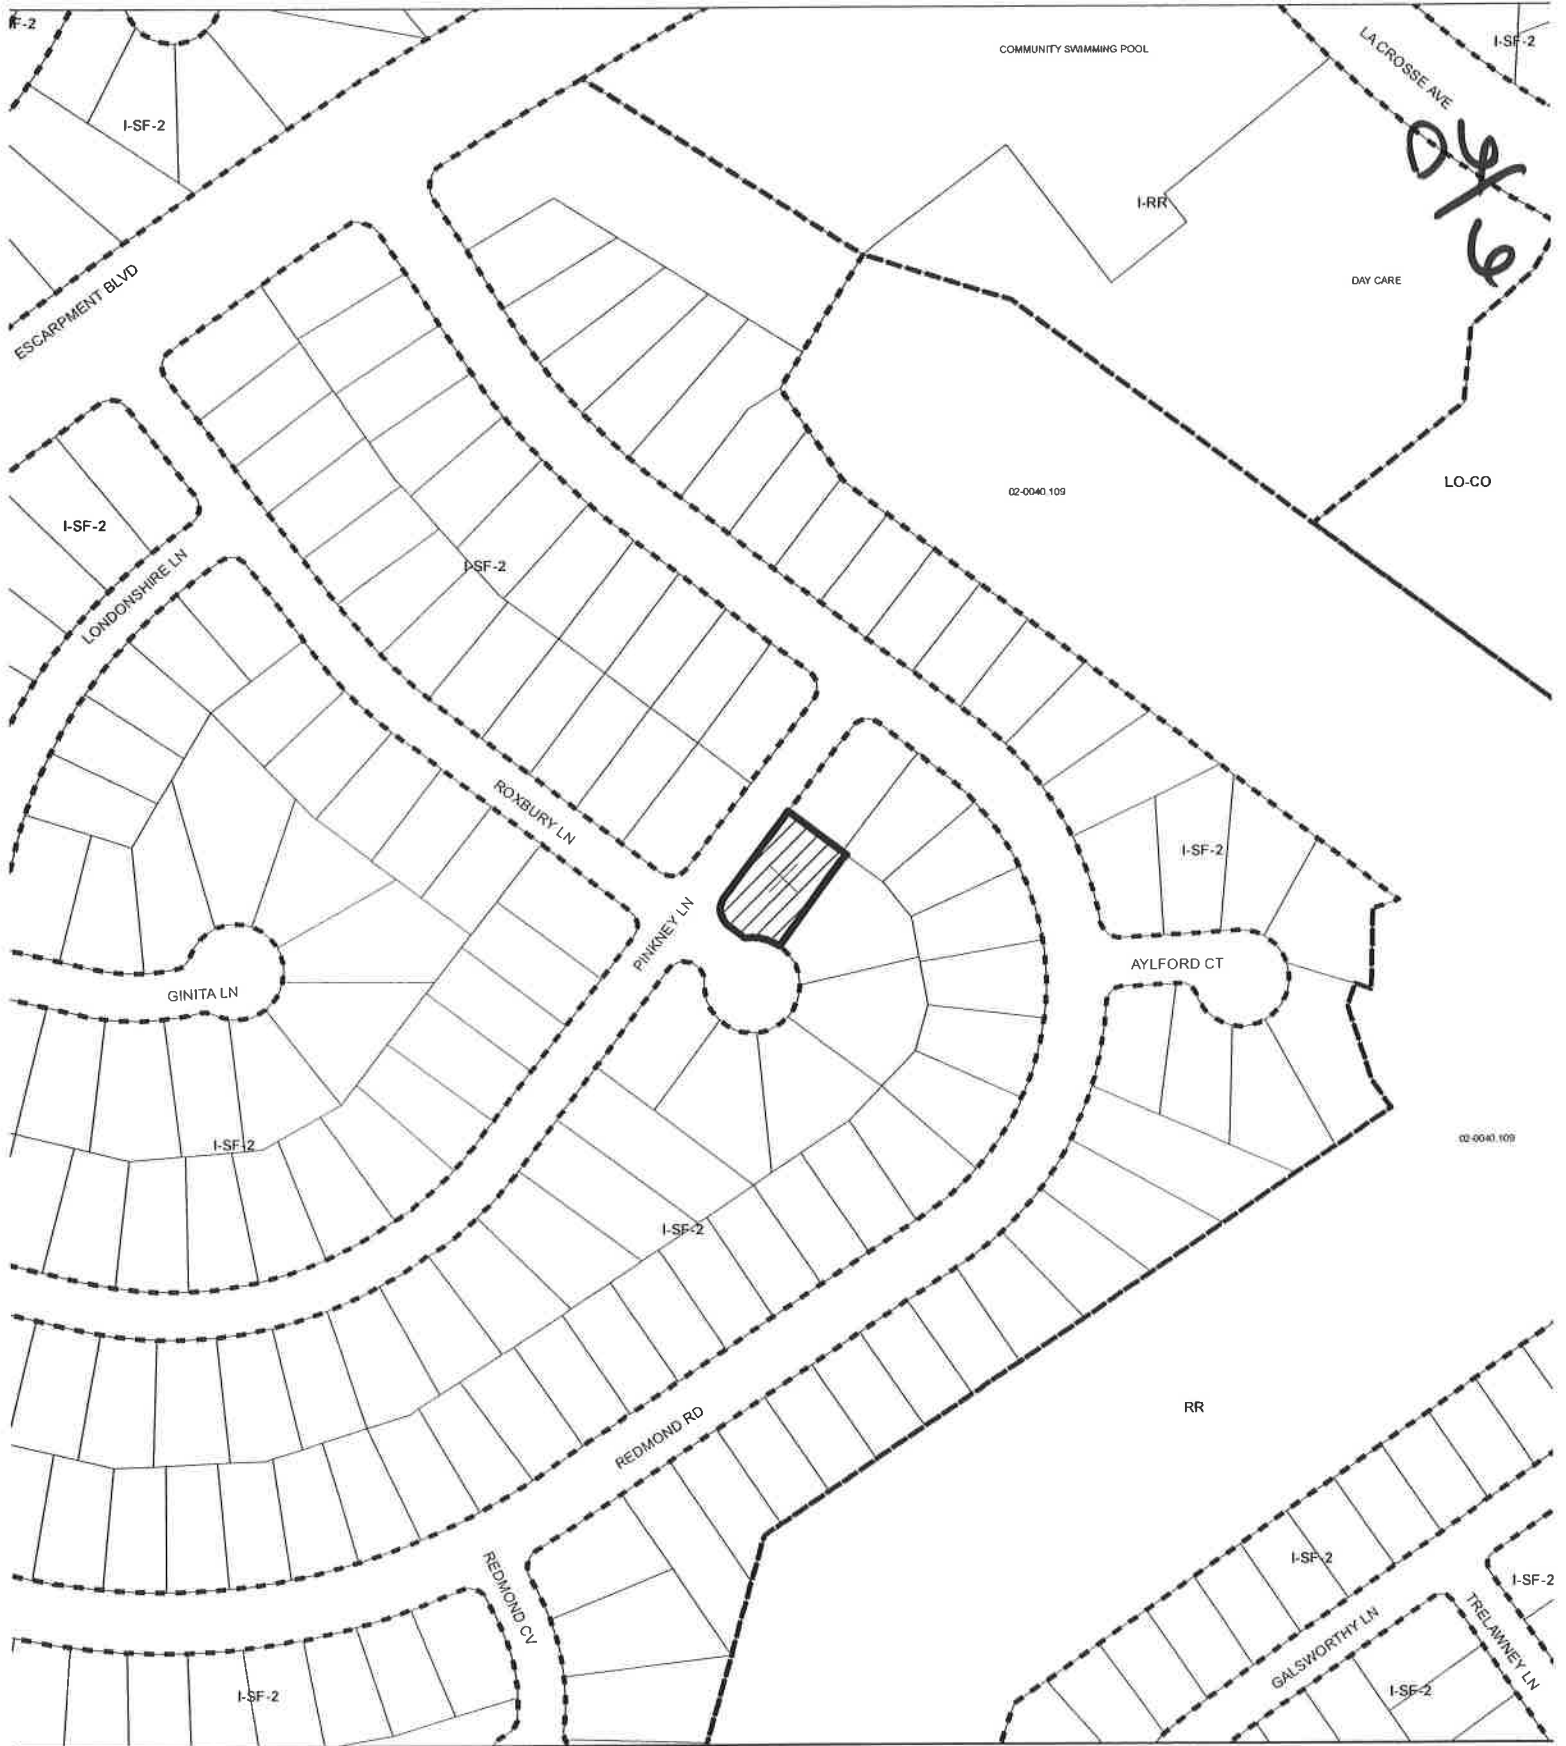 F-2
COMMUNITY SWIMMING POOL
LA CROSSE AVE
I-SF-2
I-SF-2
D4/
6
I-RR
ESCARPMENT BLVD
DAY CARE
LO-CO
02-0040.109
I-SF-2
I-SF-2
LONDONSHIRE LN
ROXBURY LN
I-SF-2
PINKNEY LN
AYLFORD CT
GINITA LN
I-SF-2
02-0040.109
I-SF-2
RR
REDMOND RD
I-SF-2
I-SF-2
REDMOND CV
TRELAWNEY LN
GALSWORTHY LN
I-SF-2
I-SF-2